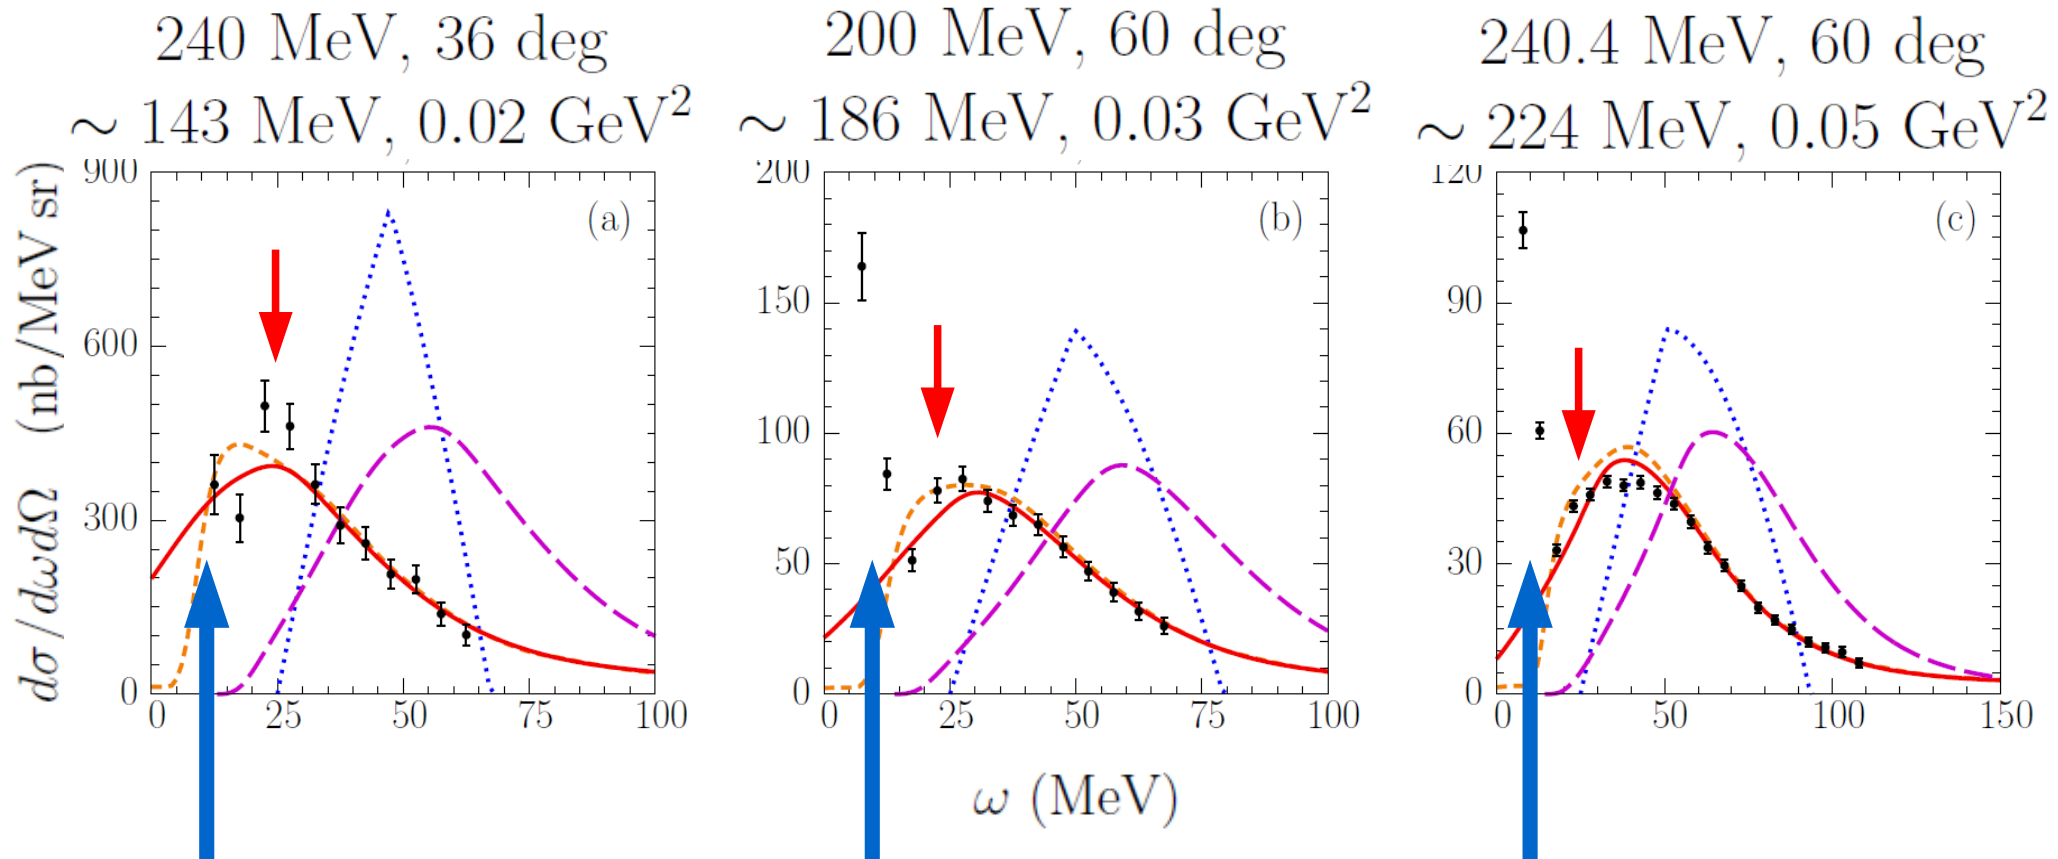 240 MeV, 36 deg
~ 143 MeV, 0.02 GeV²
200 MeV, 60 deg
~ 186 MeV, 0.03 GeV²
240.4 MeV, 60 deg
~ 224 MeV, 0.05 GeV²
dσ/dωdΩ (nb/MeV sr)
900
600
300
0
(a)
0 25 50 75 100
200
150
100
50
0
(b)
0 25 50 75 100
120
90
60
30
0
(c)
0 50 100 150
ω (MeV)